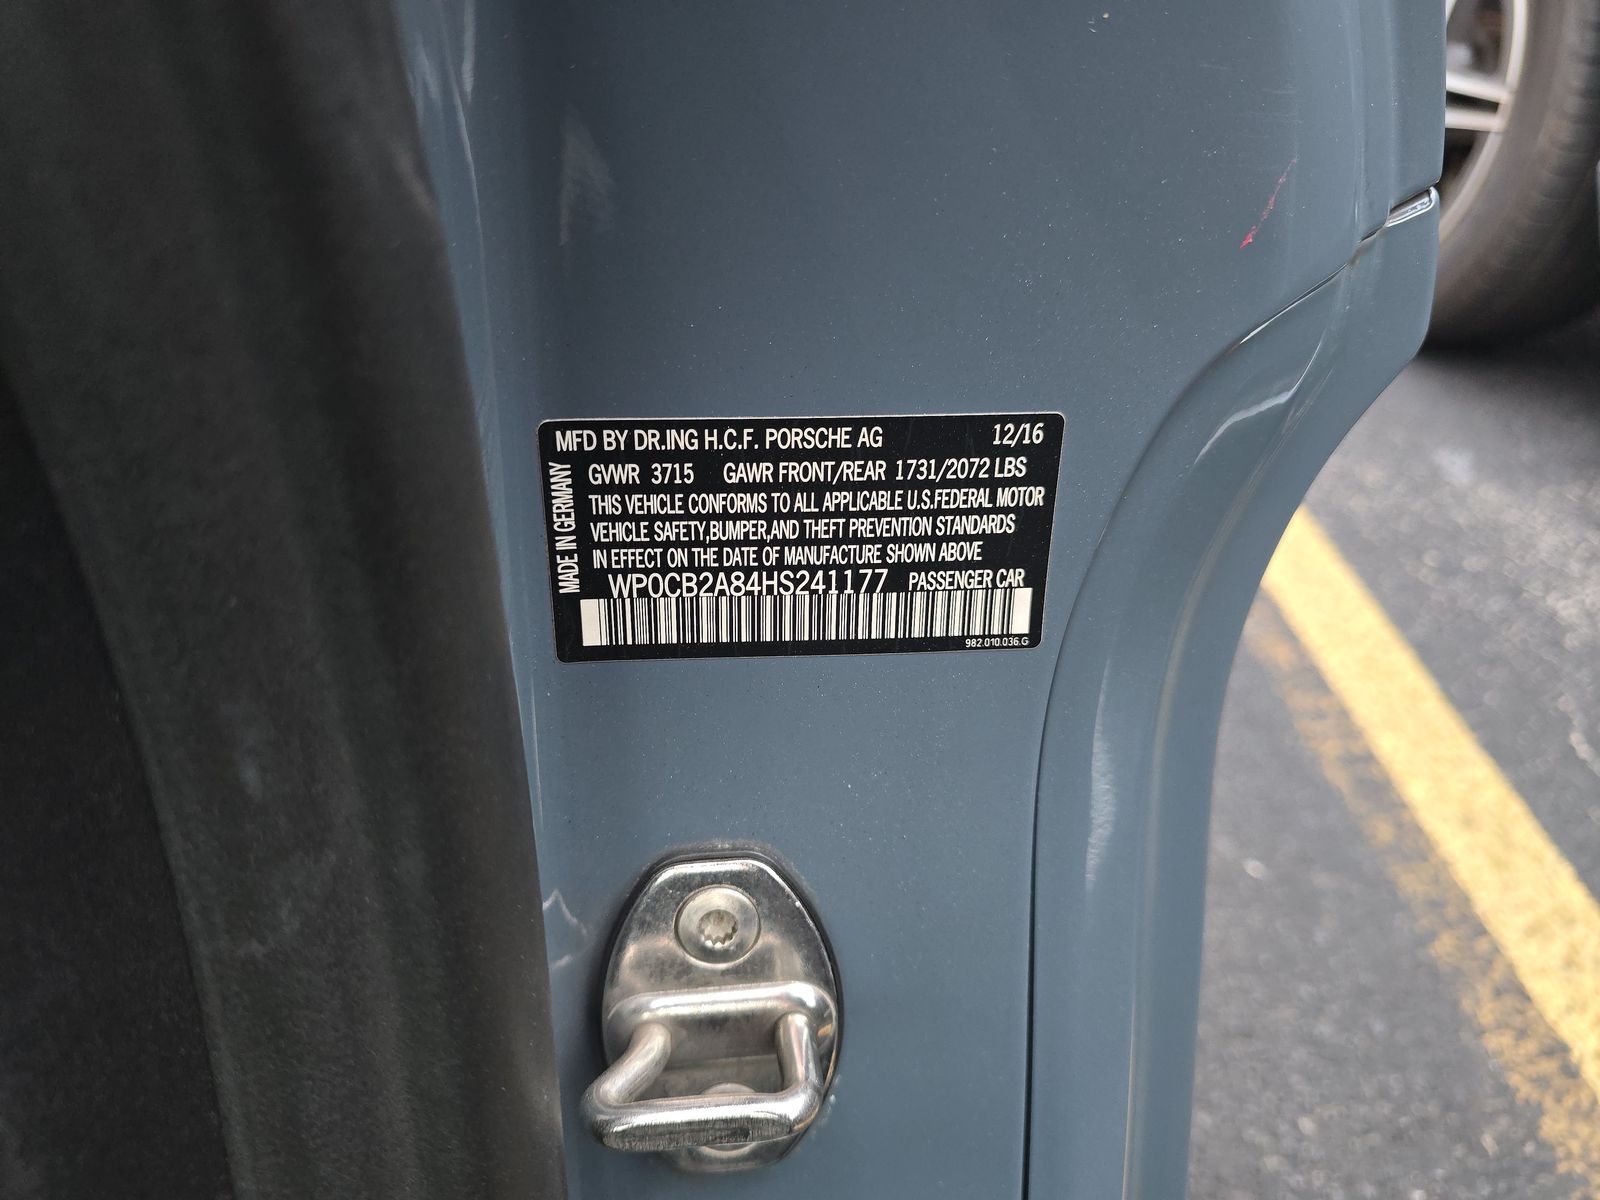 MFD BY DR.ING H.C.F. PORSCHE AG 12/16
GVWR 3715 GAWR FRONT/REAR 1731/2072 LBS
THIS VEHICLE CONFORMS TO ALL APPLICABLE U.S.FEDERAL MOTOR
VEHICLE SAFETY,BUMPER,AND THEFT PREVENTION STANDARDS
IN EFFECT ON THE DATE OF MANUFACTURE SHOWN ABOVE
WP0CB2A84HS241177 PASSENGER CAR
982.010.036.G
MADE IN GERMANY